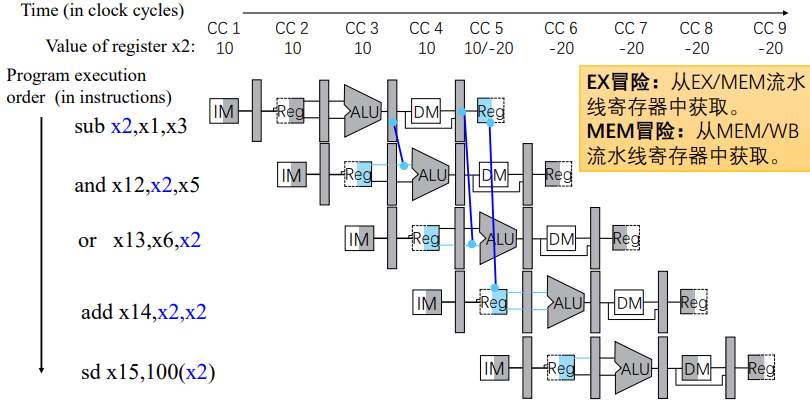 Time (in clock cycles)
CC 1 CC 2 CC 3 CC 4 CC 5 CC 6 CC 7 CC 8 CC 9
Value of register x2: 10 10 10 10 10/-20 -20 -20 -20 -20
Program execution
order (in instructions)
EX冒险：从EX/MEM流水
线寄存器中获取。
MEM冒险：从MEM/WB
流水线寄存器中获取。
sub x2,x1,x3
IM Reg ALU DM Reg
and x12,x2,x5
IM Reg ALU DM Reg
or x13,x6,x2
IM Reg ALU DM Reg
add x14,x2,x2
IM Reg ALU DM Reg
sd x15,100(x2)
IM Reg ALU DM Reg